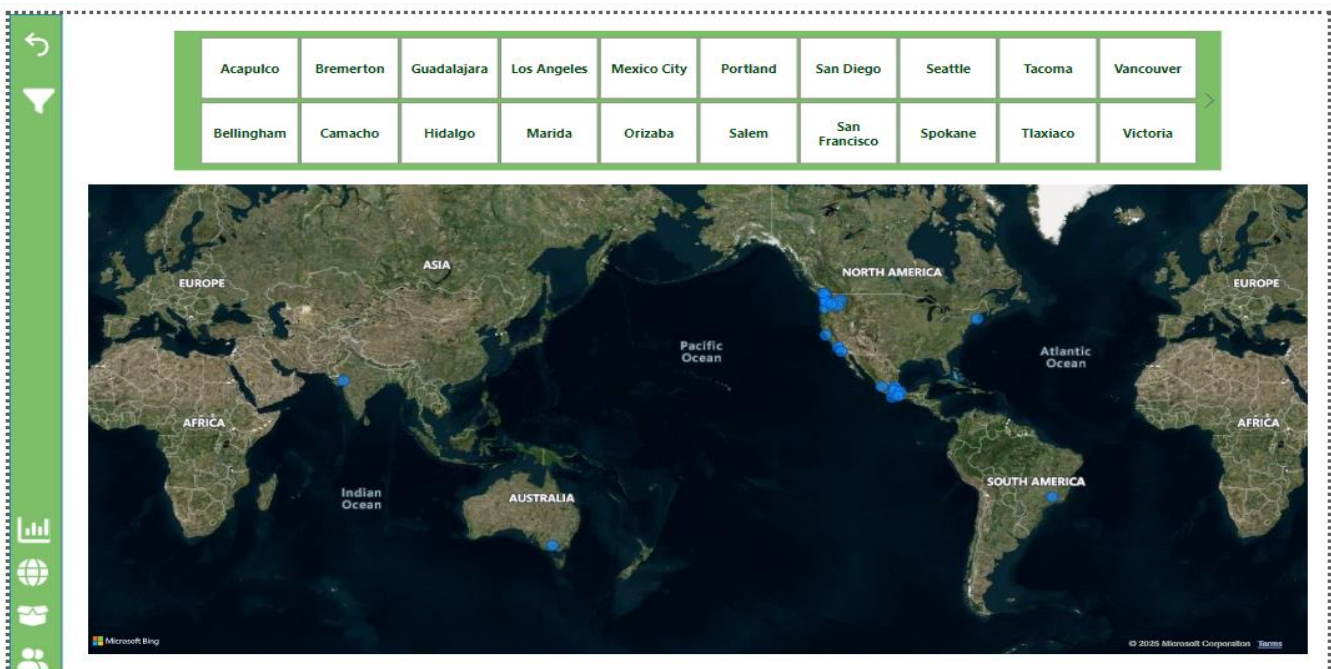 Acapulco
Bremerton
Guadalajara
Los Angeles
Mexico City
Portland
San Diego
Seattle
Tacoma
Vancouver
Bellingham
Camacho
Hidalgo
Marida
Orizaba
Salem
San
Francisco
Spokane
Tlaxiaco
Victoria
ASIA
NORTH AMERICA
EUROPE
EUROPE
Pacific
Ocean
Atlantic
Ocean
AFRICA
AFRICA
SOUTH AMERICA
Indian
Ocean
AUSTRALIA
Microsoft Bing
© 2025 Microsoft Corporation Terms